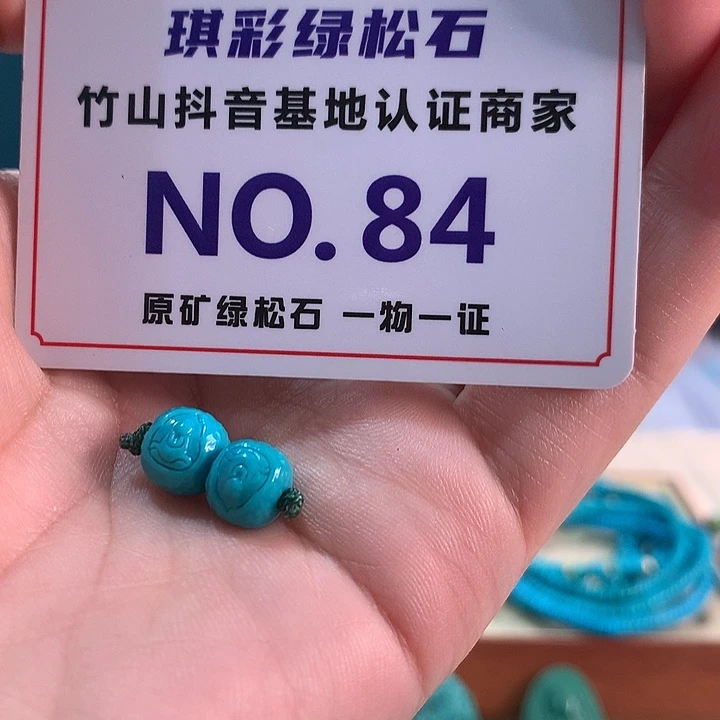 琪彩绿松石
竹山抖音基地认证商家
NO.84
原矿绿松石 一物一证